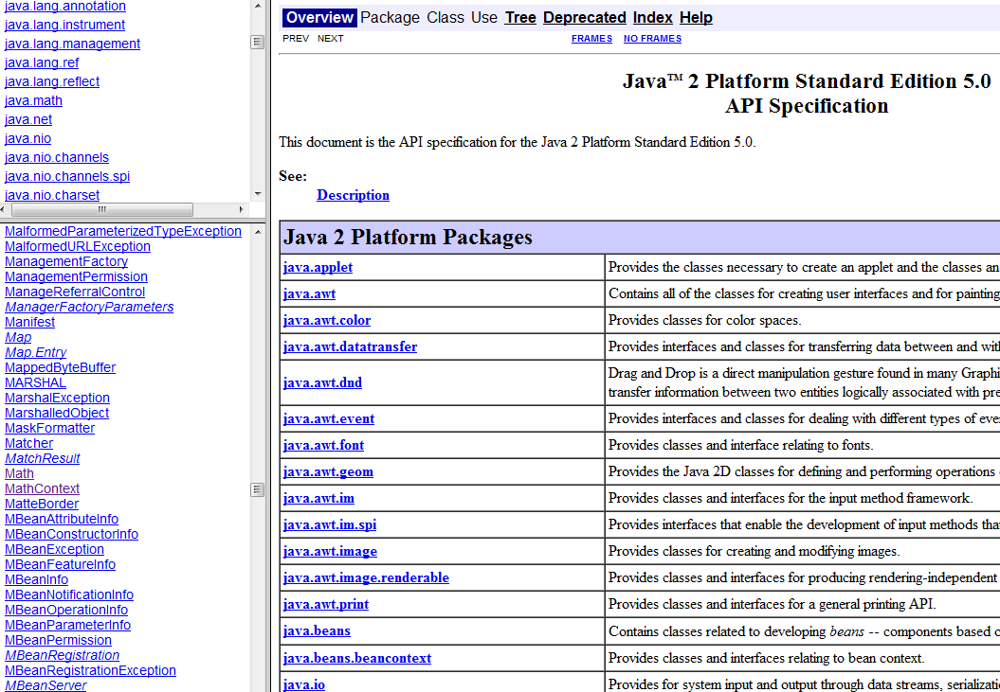 java.lang.annotation
java.lang.instrument
java.lang.management
java.lang.ref
java.lang.reflect
java.math
java.net
java.nio
java.nio.channels
java.nio.channels.spi
java.nio.charset
MalformedParameterizedTypeException
MalformedURLException
ManagementFactory
ManagementPermission
ManageReferralControl
ManagerFactoryParameters
Manifest
Map
Map.Entry
MappedByteBuffer
MARSHAL
MarshalException
MarshalledObject
MaskFormatter
Matcher
MatchResult
Math
MathContext
MatteBorder
MBeanAttributeInfo
MBeanConstructorInfo
MBeanException
MBeanFeatureInfo
MBeanInfo
MBeanNotificationInfo
MBeanOperationInfo
MBeanParameterInfo
MBeanPermission
MBeanRegistration
MBeanRegistrationException
MBeanServer
Overview Package Class Use Tree Deprecated Index Help
PREV NEXT FRAMES NO FRAMES
Java™ 2 Platform Standard Edition 5.0
API Specification
This document is the API specification for the Java 2 Platform Standard Edition 5.0.
See:
Description
Java 2 Platform Packages
java.applet Provides the classes necessary to create an applet and the classes an
java.awt Contains all of the classes for creating user interfaces and for painting
java.awt.color Provides classes for color spaces.
java.awt.datatransfer Provides interfaces and classes for transferring data between and wit
java.awt.dnd Drag and Drop is a direct manipulation gesture found in many Graphi
transfer information between two entities logically associated with pre
java.awt.event Provides interfaces and classes for dealing with different types of eve
java.awt.font Provides classes and interface relating to fonts.
java.awt.geom Provides the Java 2D classes for defining and performing operations
java.awt.im Provides classes and interfaces for the input method framework.
java.awt.im.spi Provides interfaces that enable the development of input methods tha
java.awt.image Provides classes for creating and modifying images.
java.awt.image.renderable Provides classes and interfaces for producing rendering-independent
java.awt.print Provides classes and interfaces for a general printing API.
java.beans Contains classes related to developing beans -- components based o
java.beans.beancontext Provides classes and interfaces relating to bean context.
java.io Provides for system input and output through data streams, serializati